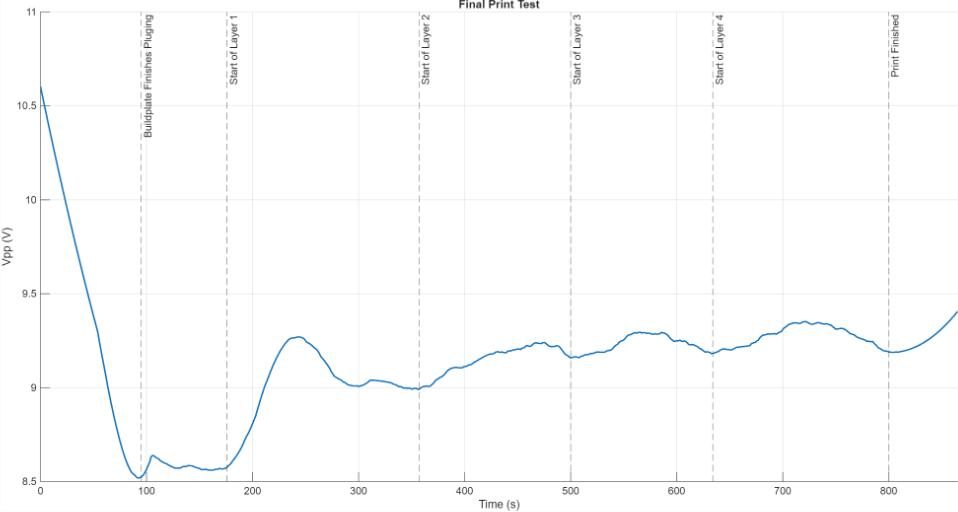 Final Print Test
11
10.5
10
9.5
9
8.5
Vpp (V)
Buildplate Finishes Pluging
Start of Layer 1
Start of Layer 2
Start of Layer 3
Start of Layer 4
Print Finished
0
100
200
300
400
500
600
700
800
Time (s)